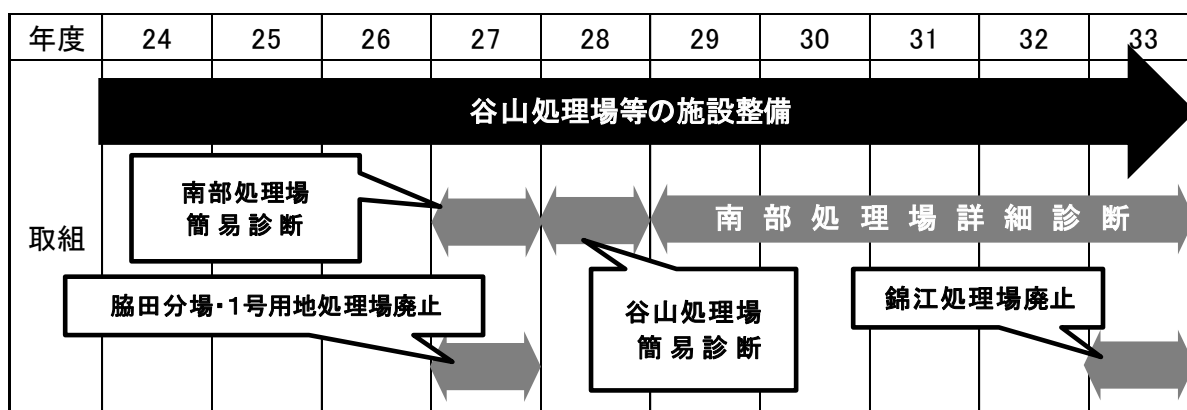 年度 24 25 26 27 28 29 30 31 32 33
取組
谷山処理場等の施設整備
南部処理場
簡易診断
南部処理場詳細診断
脇田分場・1号用地処理場廃止
谷山処理場
簡易診断
錦江処理場廃止